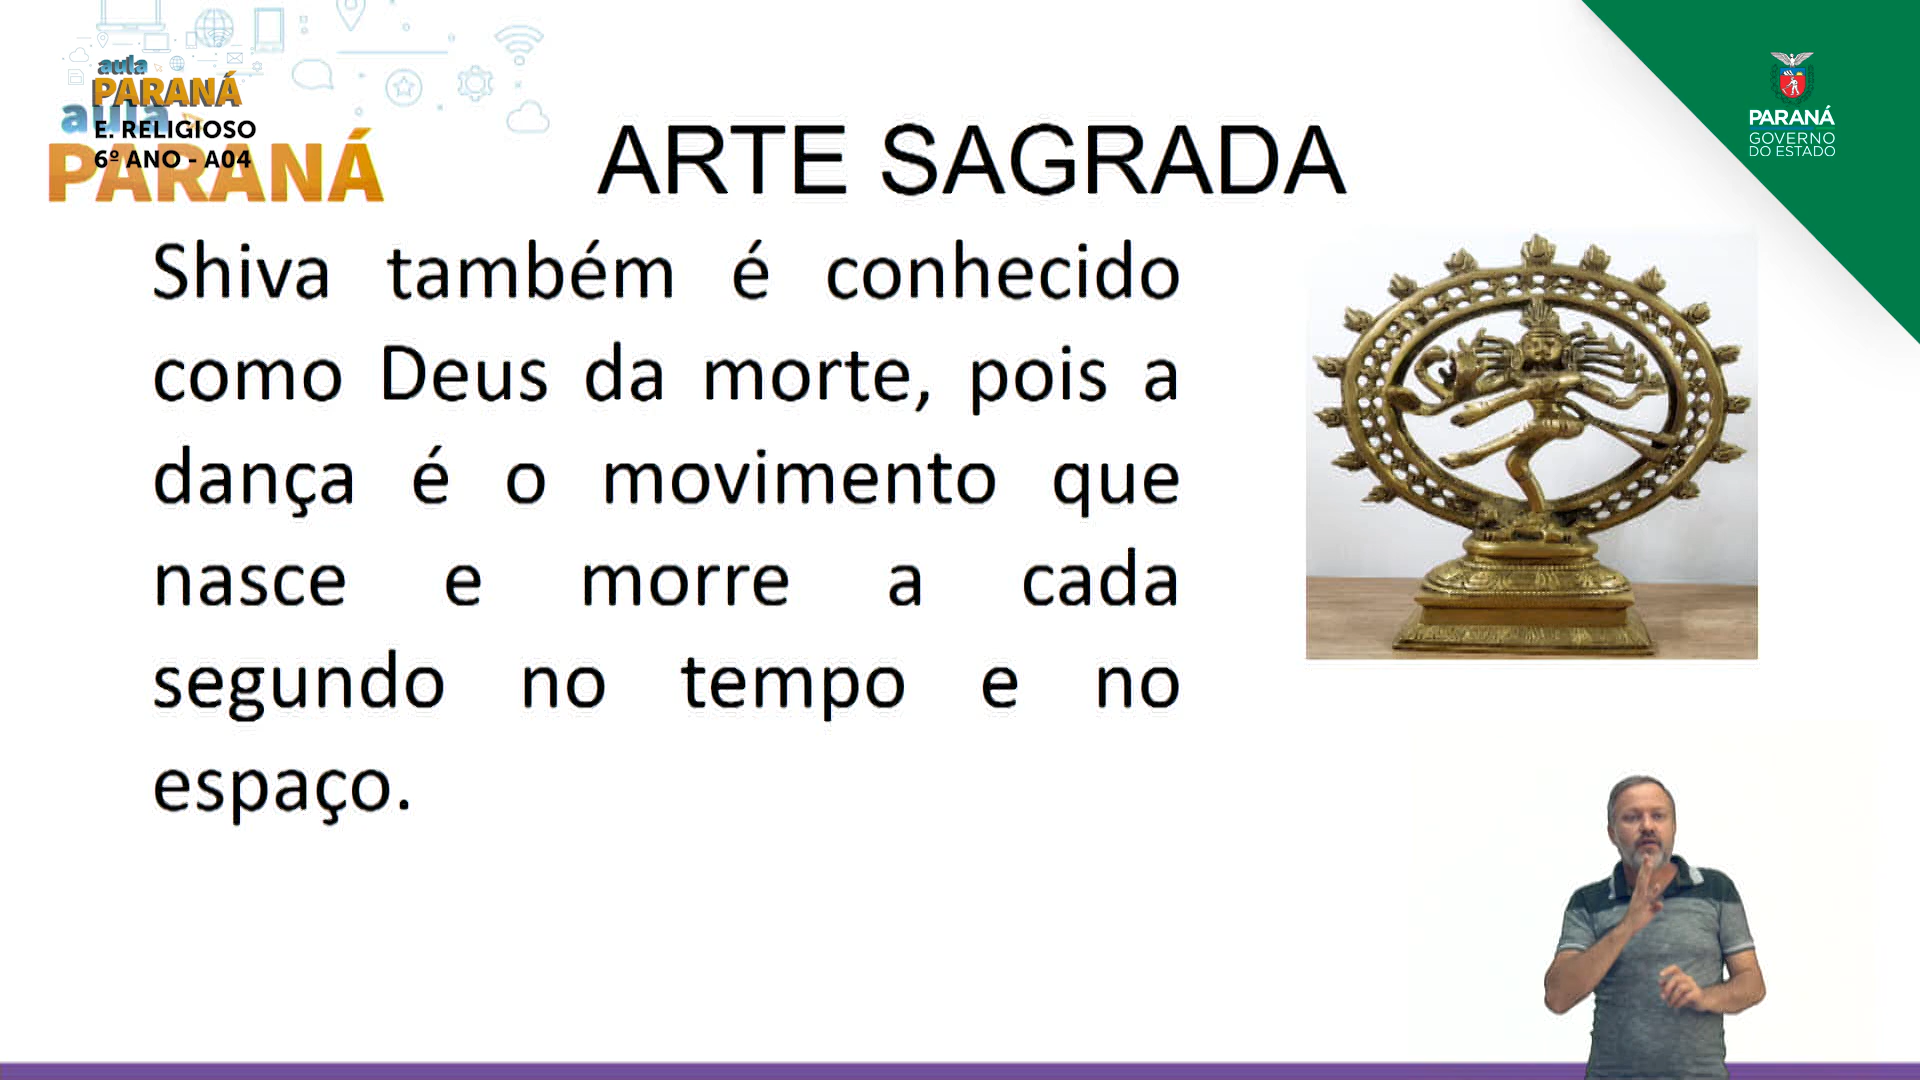 aula
PARANÁ
aula
E. RELIGIOSO
6º ANO - A04
PARANÁ
ARTE SAGRADA
PARANÁ
GOVERNO
DO ESTADO
Shiva também é conhecido
como Deus da morte, pois a
dança é o movimento que
nasce e morre a cada
segundo no tempo e no
espaço.